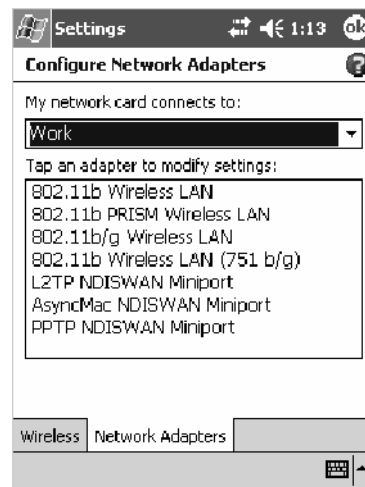 Settings 1:13 ok
Configure Network Adapters ?
My network card connects to:
Work
Tap an adapter to modify settings:
802.11b Wireless LAN
802.11b PRISM Wireless LAN
802.11b/g Wireless LAN
802.11b Wireless LAN (751 b/g)
L2TP NDISWAN Miniport
AsyncMac NDISWAN Miniport
PPTP NDISWAN Miniport
Wireless Network Adapters